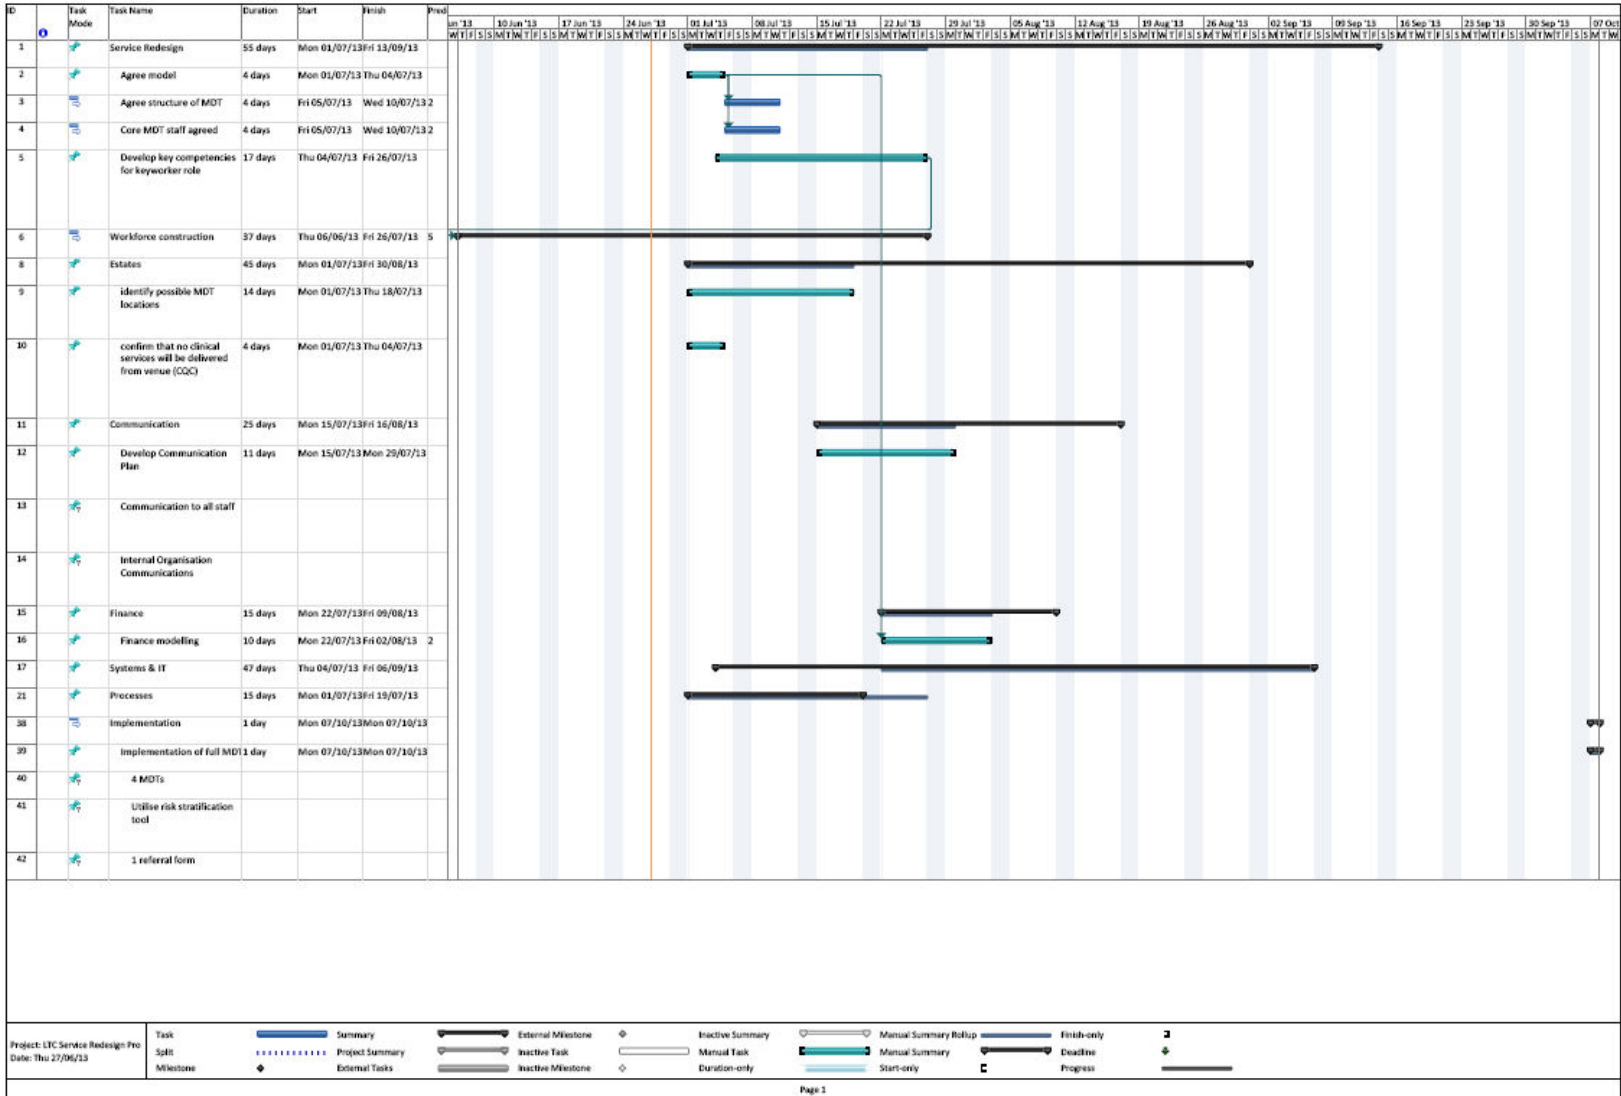 ID Task Mode Task Name Duration Start Finish Pred
un '13 10 Jun '13 17 Jun '13 24 Jun '13 01 Jul '13 08 Jul '13 15 Jul '13 22 Jul '13 29 Jul '13 05 Aug '13 12 Aug '13 19 Aug '13 26 Aug '13 02 Sep '13 09 Sep '13 16 Sep '13 23 Sep '13 30 Sep '13 07 Oct
W T F S S M T W T F S S M T W T F S S M T W T F S S M T W T F S S M T W T F S S M T W T F S S M T W T F S S M T W T F S S M T W T F S S M T W T F S S M T W T F S S M T W T F S S M T W T F S S M T W T F S S M T W T F S S M T W T F S S M T W T F S S M T W
1 Service Redesign 55 days Mon 01/07/13 Fri 13/09/13
2 Agree model 4 days Mon 01/07/13 Thu 04/07/13
3 Agree structure of MDT 4 days Fri 05/07/13 Wed 10/07/13 2
4 Core MDT staff agreed 4 days Fri 05/07/13 Wed 10/07/13 2
5 Develop key competencies 17 days Thu 04/07/13 Fri 26/07/13
for keyworker role
6 Workforce construction 37 days Thu 06/06/13 Fri 26/07/13 5
8 Estates 45 days Mon 01/07/13 Fri 30/08/13
9 identify possible MDT 14 days Mon 01/07/13 Thu 18/07/13
locations
10 confirm that no clinical 4 days Mon 01/07/13 Thu 04/07/13
services will be delivered
from venue (CQC)
11 Communication 25 days Mon 15/07/13 Fri 16/08/13
12 Develop Communication 11 days Mon 15/07/13 Mon 29/07/13
Plan
13 Communication to all staff
14 Internal Organisation
Communications
15 Finance 15 days Mon 22/07/13 Fri 09/08/13
16 Finance modelling 10 days Mon 22/07/13 Fri 02/08/13 2
17 Systems & IT 47 days Thu 04/07/13 Fri 06/09/13
21 Processes 15 days Mon 01/07/13 Fri 19/07/13
38 Implementation 1 day Mon 07/10/13 Mon 07/10/13
39 Implementation of full MDT 1 day Mon 07/10/13 Mon 07/10/13
40 4 MDTs
41 Utilise risk stratification
tool
42 1 referral form
Project: LTC Service Redesign Pro
Date: Thu 27/06/13
Task Summary External Milestone Inactive Summary Manual Summary Rollup Finish-only
Split Project Summary Inactive Task Manual Task Manual Summary Deadline
Milestone External Tasks Inactive Milestone Duration-only Start-only Progress
Page 1